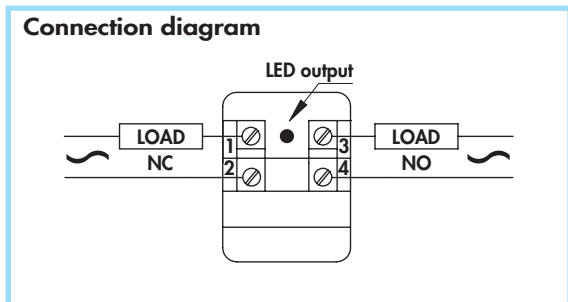 Connection diagram
LED output
LOAD
1
3
LOAD
NC
2
4
NO